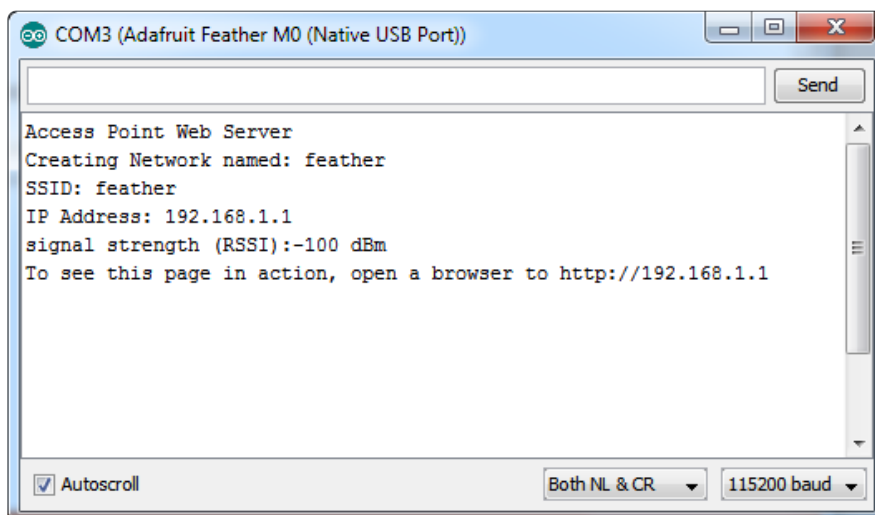 COM3 (Adafruit Feather M0 (Native USB Port))
Send
Access Point Web Server
Creating Network named: feather
SSID: feather
IP Address: 192.168.1.1
signal strength (RSSI):-100 dBm
To see this page in action, open a browser to http://192.168.1.1
Autoscroll
Both NL & CR
115200 baud